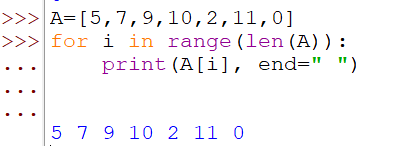 >>> A=[5,7,9,10,2,11,0]
>>> for i in range(len(A)):
...     print(A[i], end=" ")
...
...
5 7 9 10 2 11 0